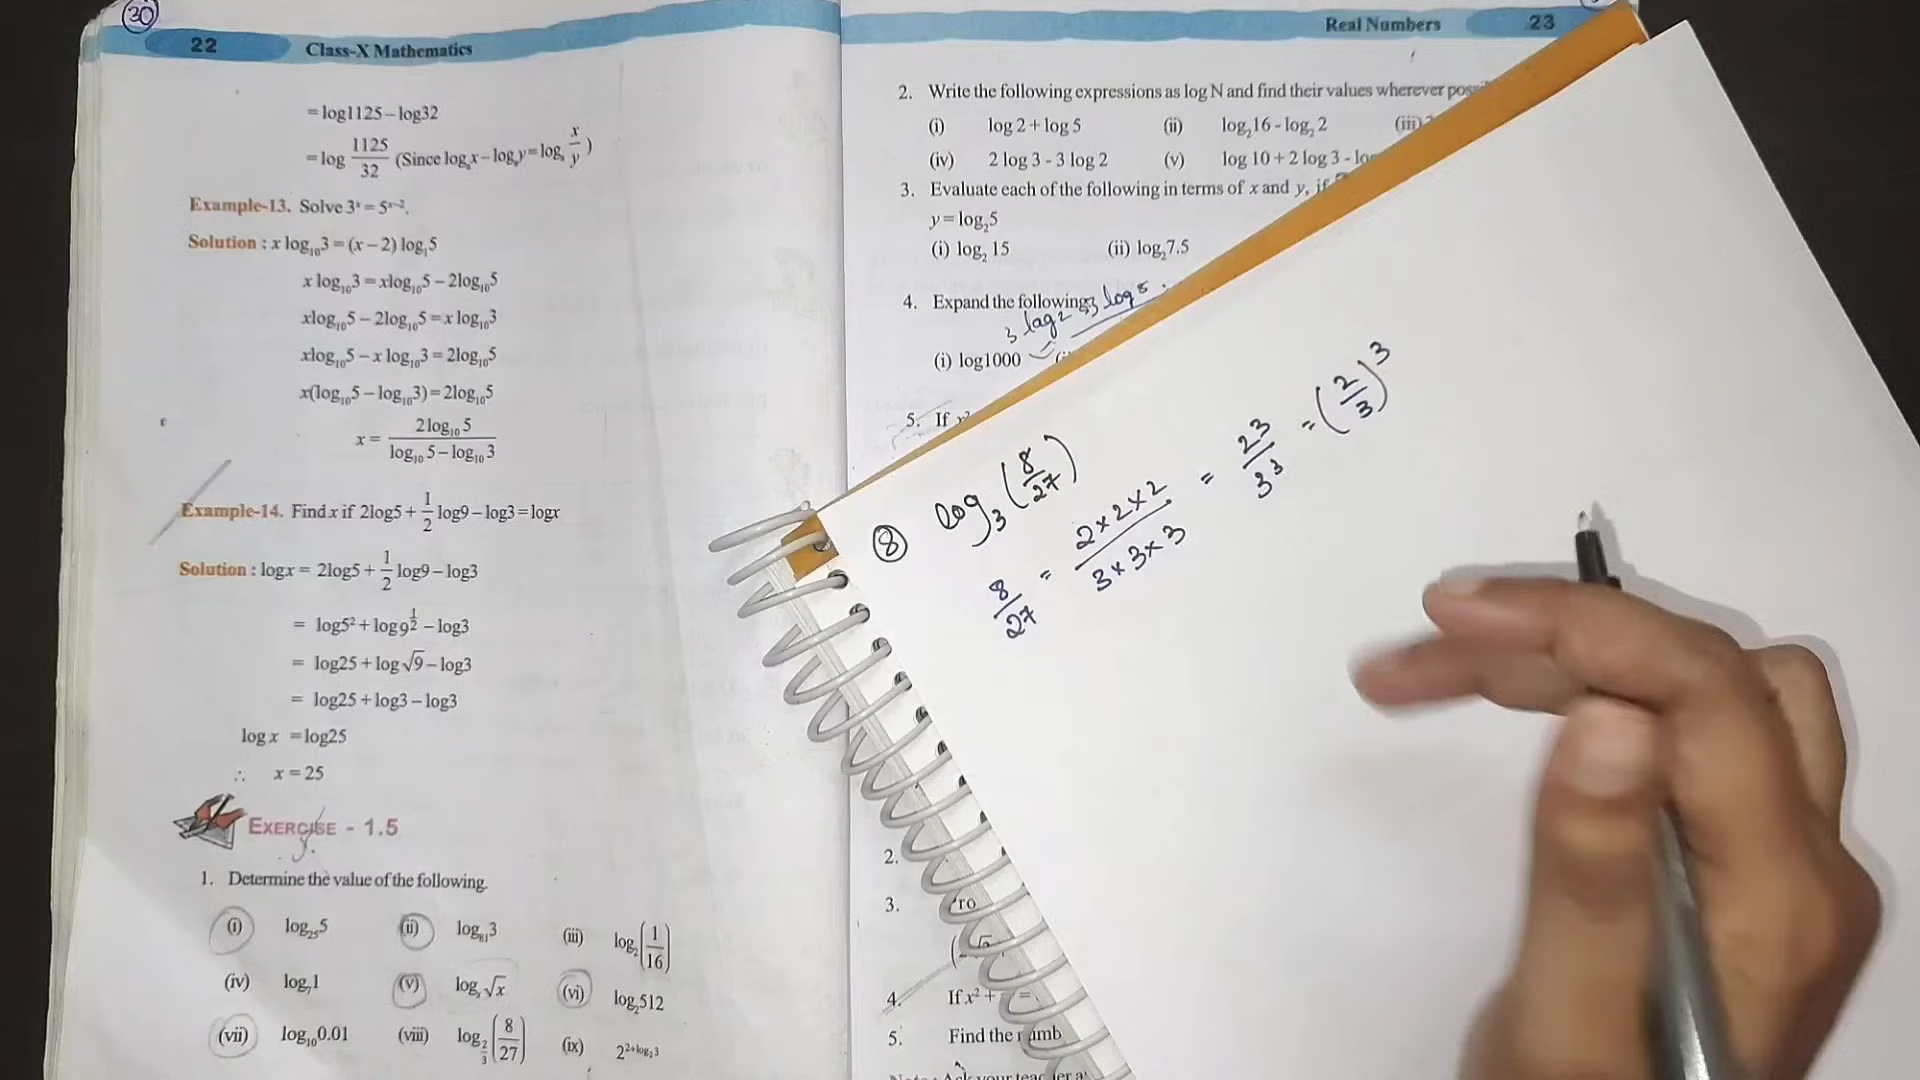 30
22 Class-X Mathematics
= log1125 – log32
= log 1125/32 (Since logₐx – logₐy = logₐ x/y)
Example-13. Solve 3ˣ = 5ˣ⁻².
Solution : x log₁₀3 = (x – 2) log₁5
x log₁₀3 = xlog₁₀5 – 2log₁₀5
xlog₁₀5 – 2log₁₀5 = x log₁₀3
xlog₁₀5 – x log₁₀3 = 2log₁₀5
x(log₁₀5 – log₁₀3) = 2log₁₀5
x = 2log₁₀5 / log₁₀5 – log₁₀3
Example-14. Find x if 2log5 + 1/2 log9 – log3 = logx
Solution : logx = 2log5 + 1/2 log9 – log3
= log5² + log9^(1/2) – log3
= log25 + log√9 – log3
= log25 + log3 – log3
log x = log25
∴ x = 25
EXERCISE - 1.5
1. Determine the value of the following.
(i) log₂₅5 (ii) log₈₁3 (iii) log₂(1/16)
(iv) log₇1 (v) logₓ√x (vi) log₂512
(vii) log₁₀0.01 (viii) log_(2/3)(8/27) (ix) 2^(2+log₂3)
Real Numbers 23
2. Write the following expressions as log N and find their values wherever
(i) log 2 + log 5 (ii) log₂16 - log₂2 (iii)
(iv) 2 log 3 - 3 log 2 (v) log 10 + 2 log 3 -
3. Evaluate each of the following in terms of x and y, if
y = log₂5
(i) log₂15 (ii) log₂7.5
4. Expand the following
3 log2 3 log5
(i) log1000
5. If
8 log₃(8/27)
8/27 = 2×2×2 / 3×3×3 = 2³/3³ = (2/3)³
2.
3.
4. If x² + =
5. Find the